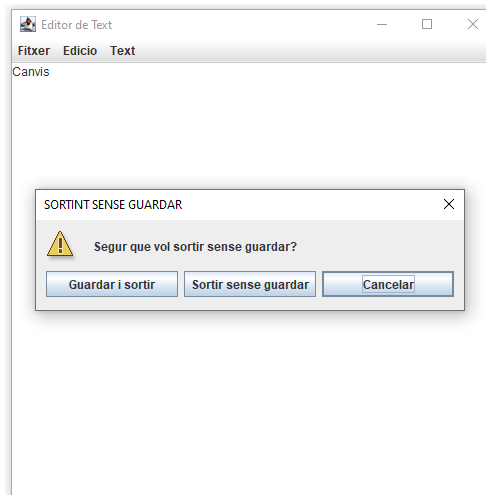 Editor de Text
Fitxer Edicio Text
Canvis
SORTINT SENSE GUARDAR
Segur que vol sortir sense guardar?
Guardar i sortir Sortir sense guardar Cancelar